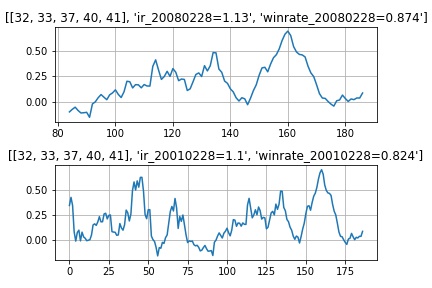 [[32, 33, 37, 40, 41], 'ir_20080228=1.13', 'winrate_20080228=0.874']
0.50
0.25
0.00
80 100 120 140 160 180
[[32, 33, 37, 40, 41], 'ir_20010228=1.1', 'winrate_20010228=0.824']
0.50
0.25
0.00
0 25 50 75 100 125 150 175